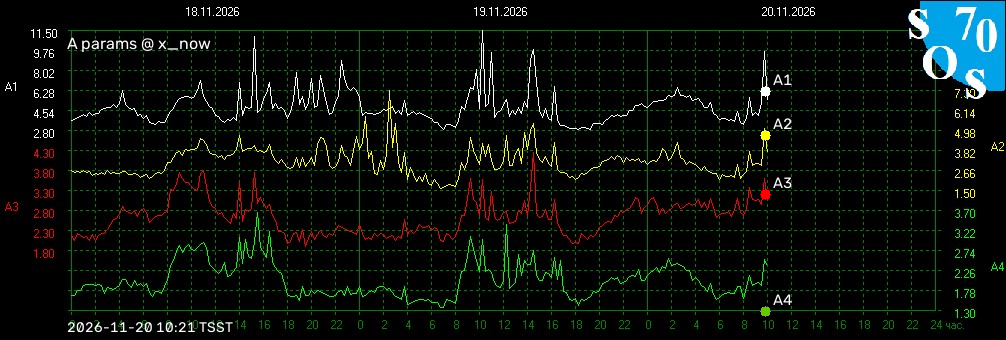 18.11.2026 19.11.2026 20.11.2026
A params @ x_now
A1
11.50
9.76
8.02
6.28
4.54
2.80
A3
4.30
3.80
3.30
2.80
2.30
1.80
A1
A2
A3
A4
7.30
6.14
4.98
3.82
2.66
1.50
A2
3.70
3.22
2.74
2.26
1.78
1.30
A4
2026-11-20 10:21 TSST
14 16 18 20 22 0 2 4 6 8 10 12 14 16 18 20 22 0 2 4 6 8 10 12 14 16 18 20 22 24 час.
S 70
O
S